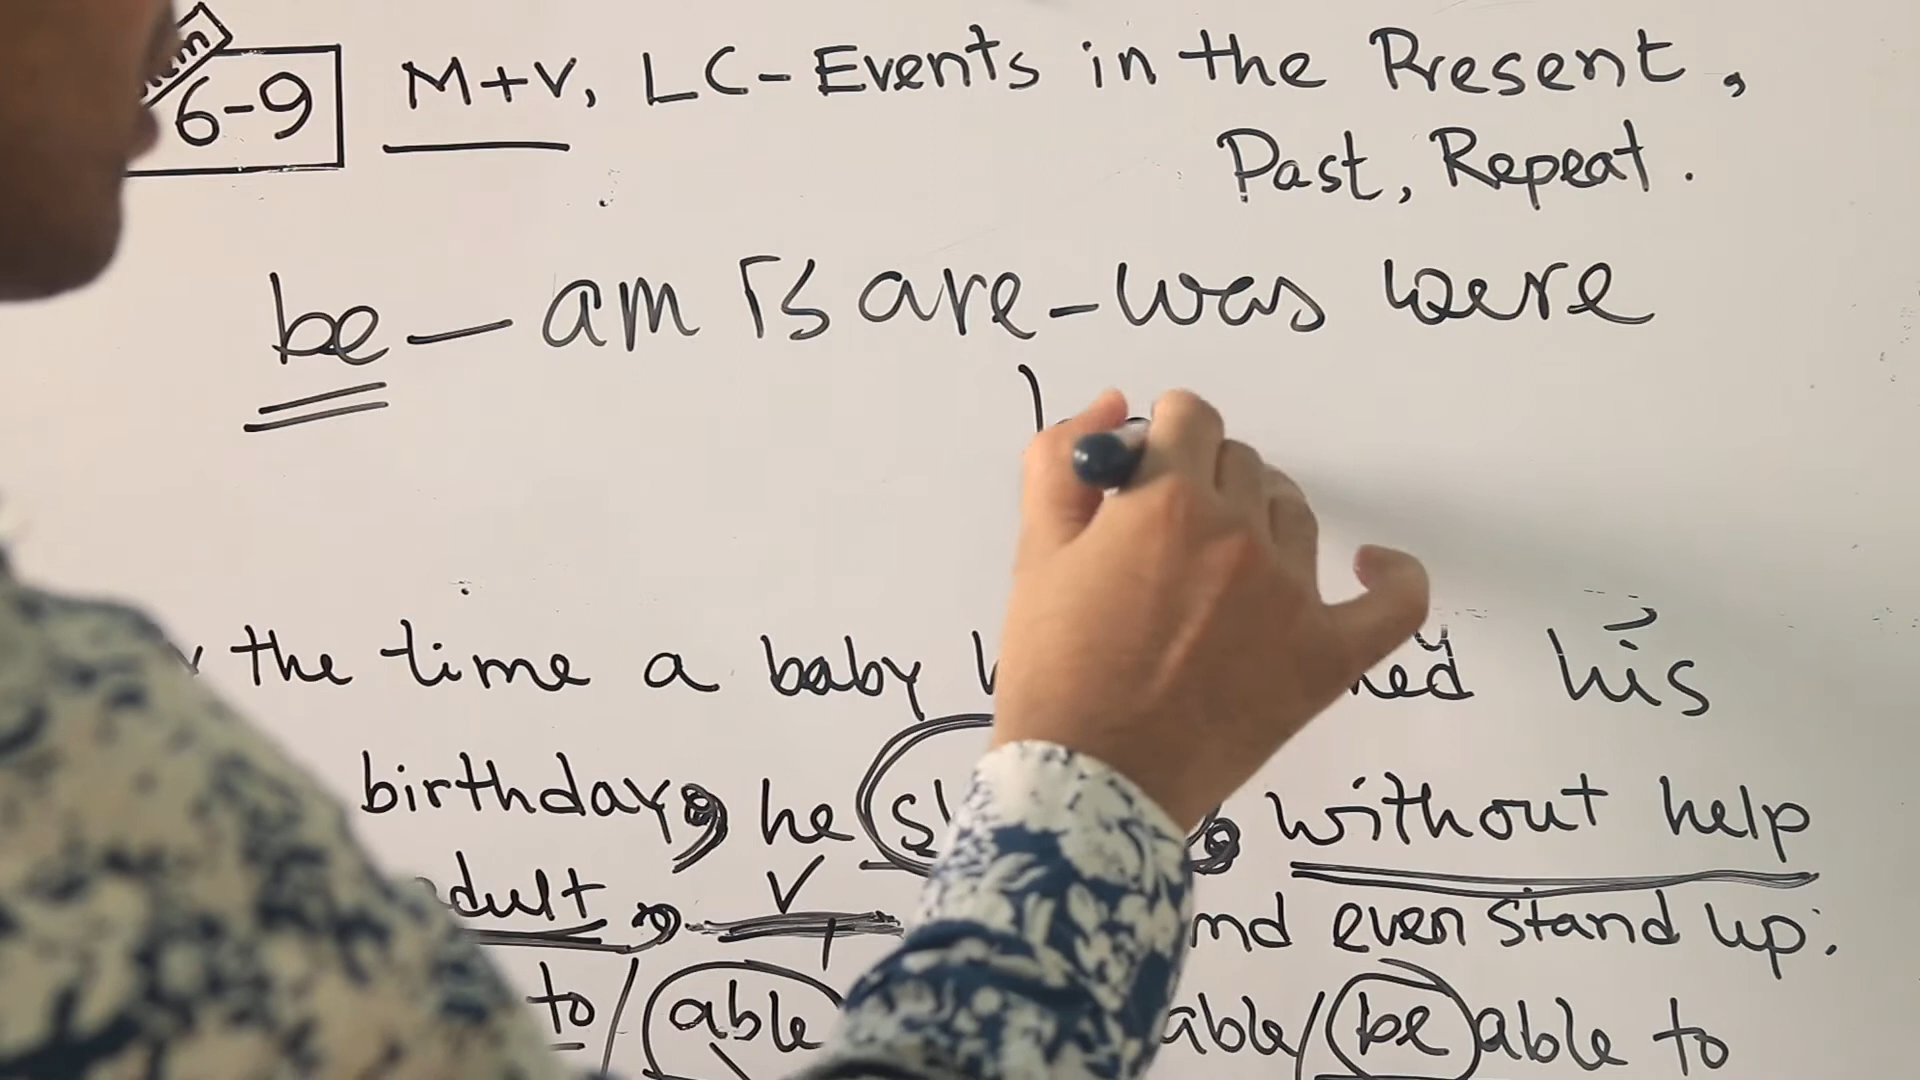 6-9 M+V, LC-Events in the Present,
Past, Repeat.
be — am is are - was were
the time a baby his
birthday, he without help
, V and even stand up.
to/ able able/ be able to